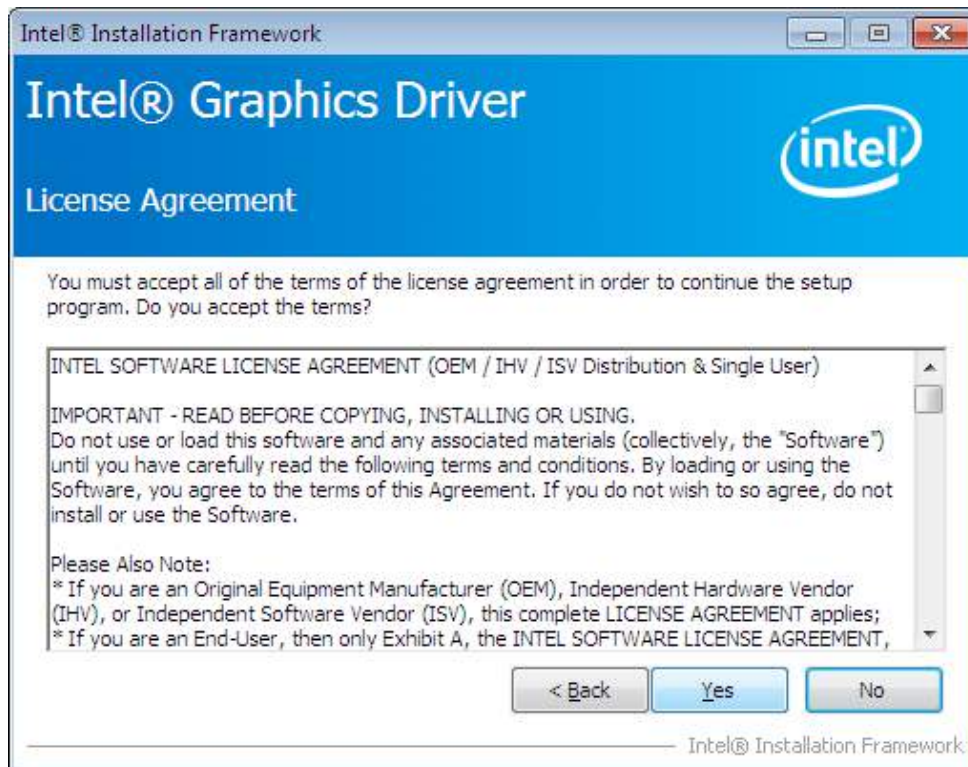 Intel® Installation Framework
Intel® Graphics Driver
intel
License Agreement
You must accept all of the terms of the license agreement in order to continue the setup
program. Do you accept the terms?
INTEL SOFTWARE LICENSE AGREEMENT (OEM / IHV / ISV Distribution & Single User)
IMPORTANT - READ BEFORE COPYING, INSTALLING OR USING.
Do not use or load this software and any associated materials (collectively, the "Software")
until you have carefully read the following terms and conditions. By loading or using the
Software, you agree to the terms of this Agreement. If you do not wish to so agree, do not
install or use the Software.
Please Also Note:
* If you are an Original Equipment Manufacturer (OEM), Independent Hardware Vendor
(IHV), or Independent Software Vendor (ISV), this complete LICENSE AGREEMENT applies;
* If you are an End-User, then only Exhibit A, the INTEL SOFTWARE LICENSE AGREEMENT,
< Back Yes No
Intel® Installation Framework